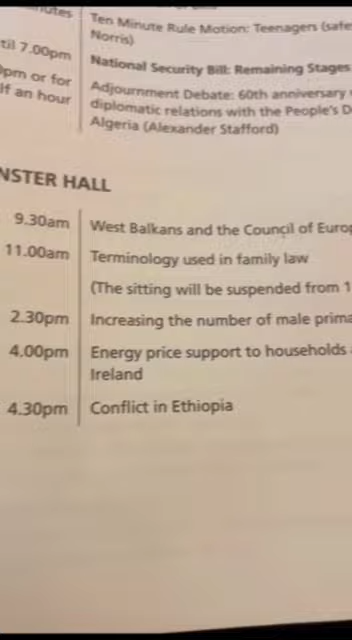 Ten Minute Rule Motion: Teenagers (safe
Norris)
til 7.00pm
National Security Bill: Remaining Stages
pm or for
Adjournment Debate: 60th anniversary
lf an hour
diplomatic relations with the People's D
Algeria (Alexander Stafford)
NSTER HALL
9.30am West Balkans and the Council of Europ
11.00am Terminology used in family law
(The sitting will be suspended from 1
2.30pm Increasing the number of male prima
4.00pm Energy price support to households
Ireland
4.30pm Conflict in Ethiopia